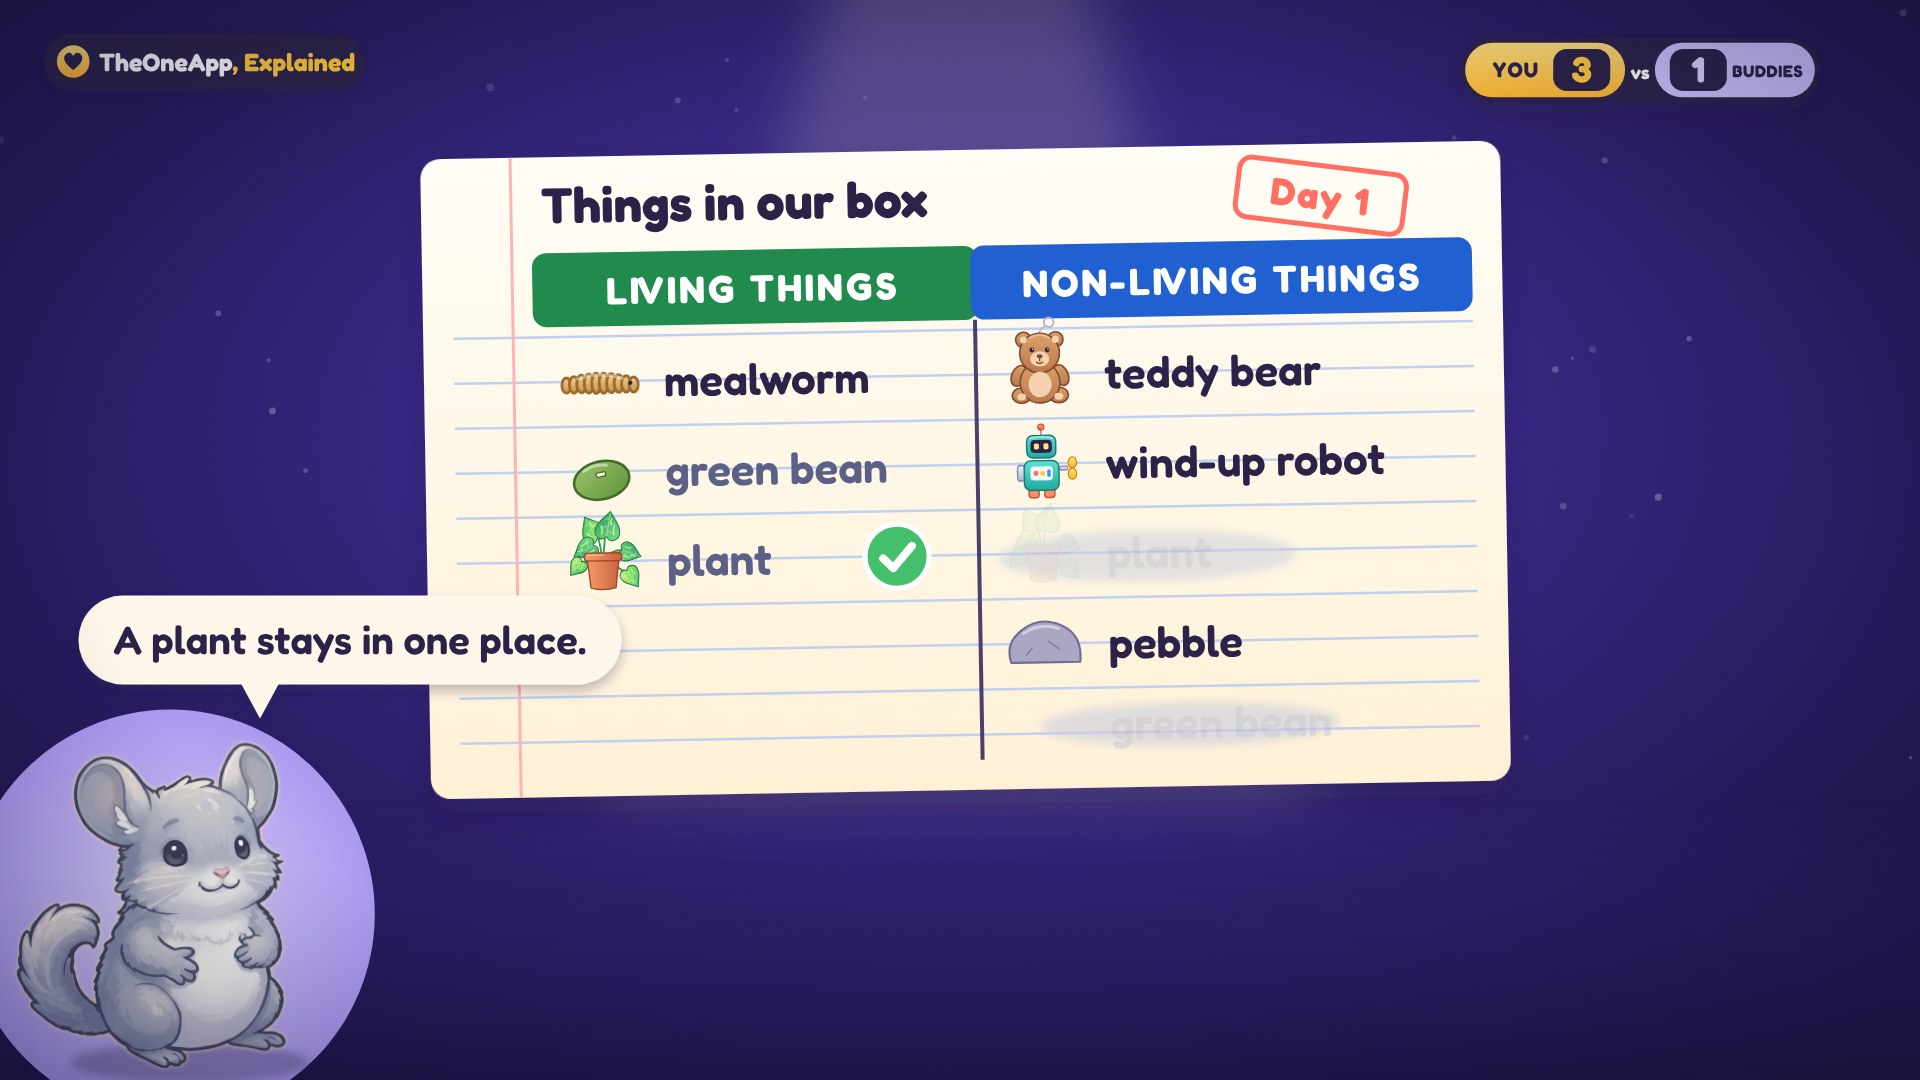 TheOneApp, Explained
YOU 3 vs 1 BUDDIES
Things in our box
Day 1
LIVING THINGS
NON-LIVING THINGS
mealworm
teddy bear
green bean
wind-up robot
plant
plant
A plant stays in one place.
pebble
green bean